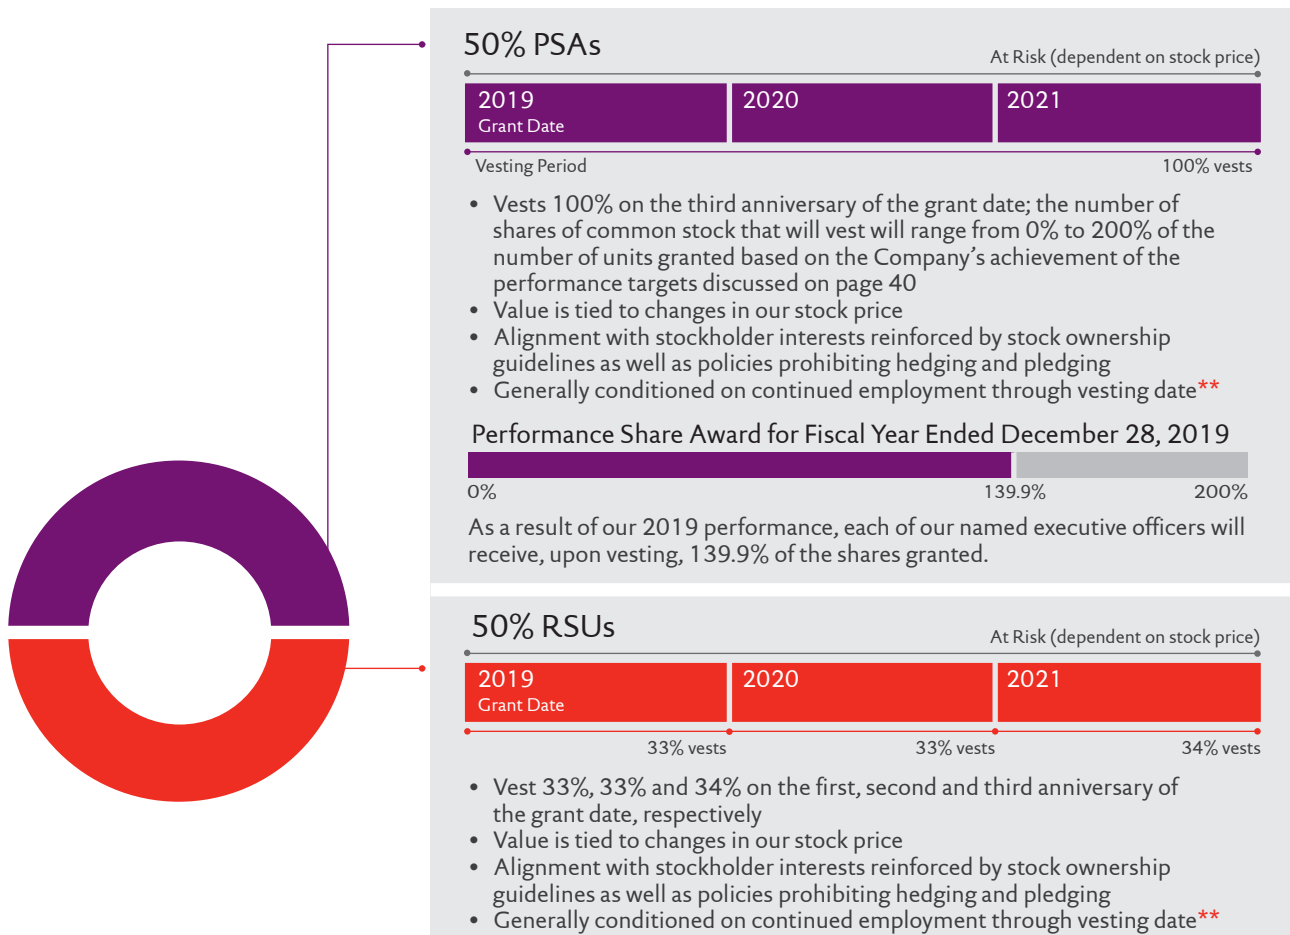 50% PSAs
At Risk (dependent on stock price)
2019
Grant Date
2020
2021
Vesting Period
100% vests
• Vests 100% on the third anniversary of the grant date; the number of
shares of common stock that will vest will range from 0% to 200% of the
number of units granted based on the Company’s achievement of the
performance targets discussed on page 40
• Value is tied to changes in our stock price
• Alignment with stockholder interests reinforced by stock ownership
guidelines as well as policies prohibiting hedging and pledging
• Generally conditioned on continued employment through vesting date**
Performance Share Award for Fiscal Year Ended December 28, 2019
0%
139.9%
200%
As a result of our 2019 performance, each of our named executive officers will
receive, upon vesting, 139.9% of the shares granted.
50% RSUs
At Risk (dependent on stock price)
2019
Grant Date
2020
2021
33% vests
33% vests
34% vests
• Vest 33%, 33% and 34% on the first, second and third anniversary of
the grant date, respectively
• Value is tied to changes in our stock price
• Alignment with stockholder interests reinforced by stock ownership
guidelines as well as policies prohibiting hedging and pledging
• Generally conditioned on continued employment through vesting date**